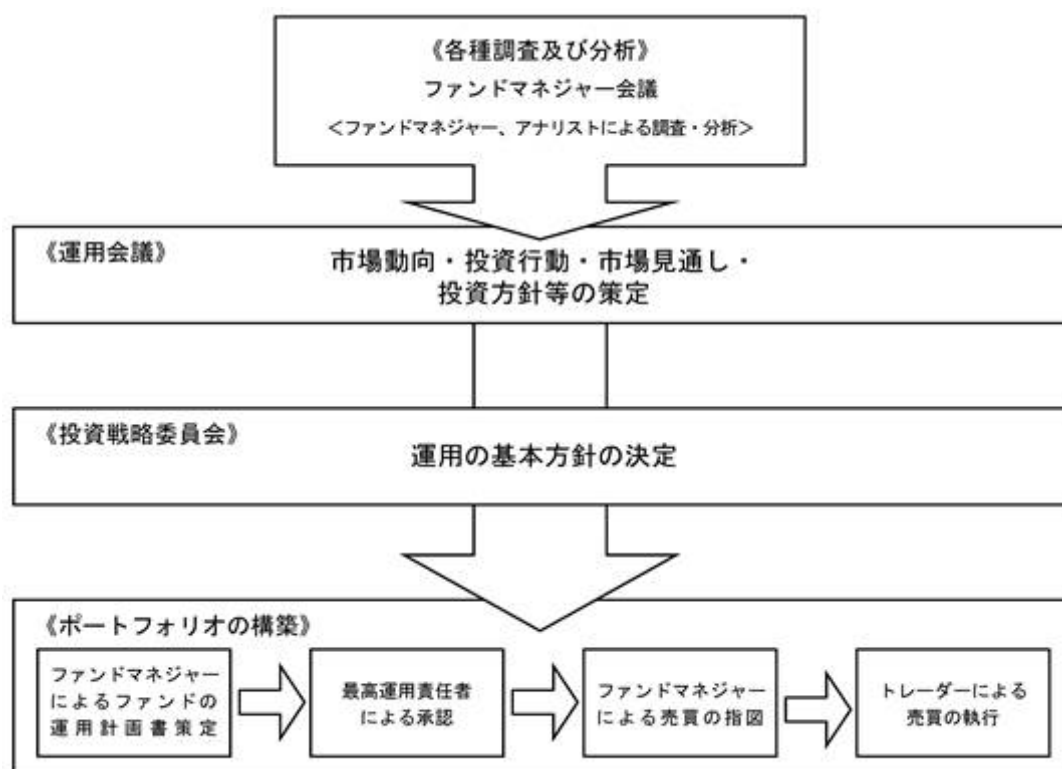 《各種調査及び分析》
ファンドマネジャー会議
＜ファンドマネジャー、アナリストによる調査・分析＞
《運用会議》
市場動向・投資行動・市場見通し・
投資方針等の策定
《投資戦略委員会》
運用の基本方針の決定
《ポートフォリオの構築》
ファンドマネジャー
によるファンドの
運用計画書策定
最高運用責任者
による承認
ファンドマネジャー
による売買の指図
トレーダーによる
売買の執行